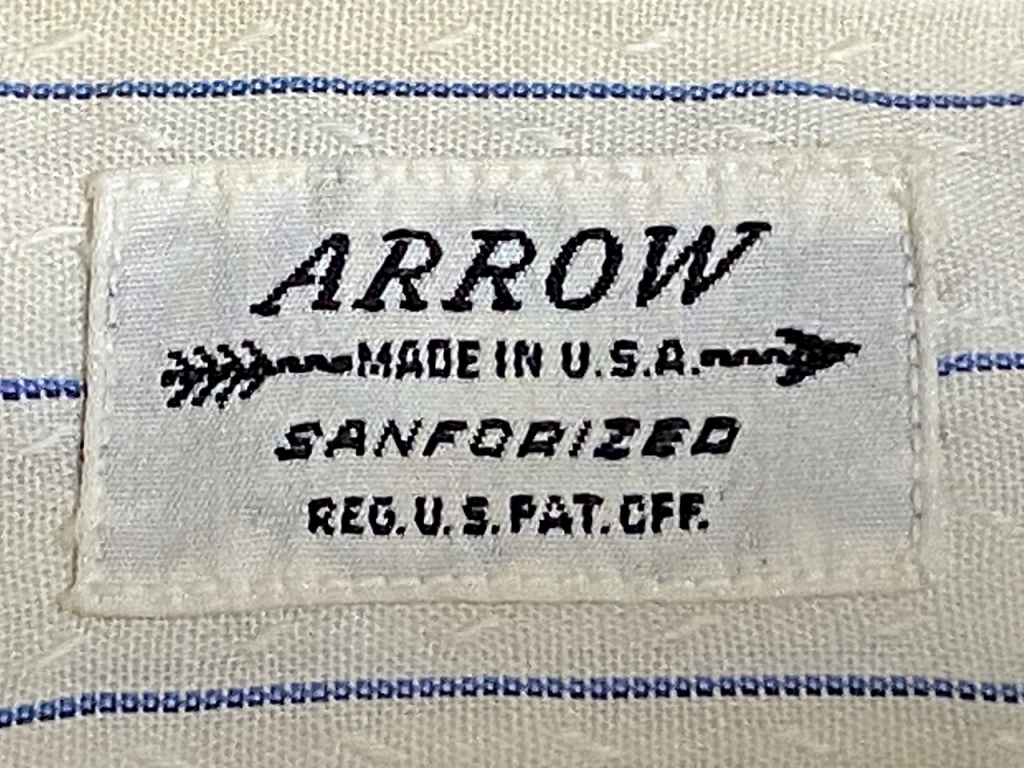 ARROW
MADE IN U.S.A.
SANFORIZED
REG. U. S. PAT. OFF.